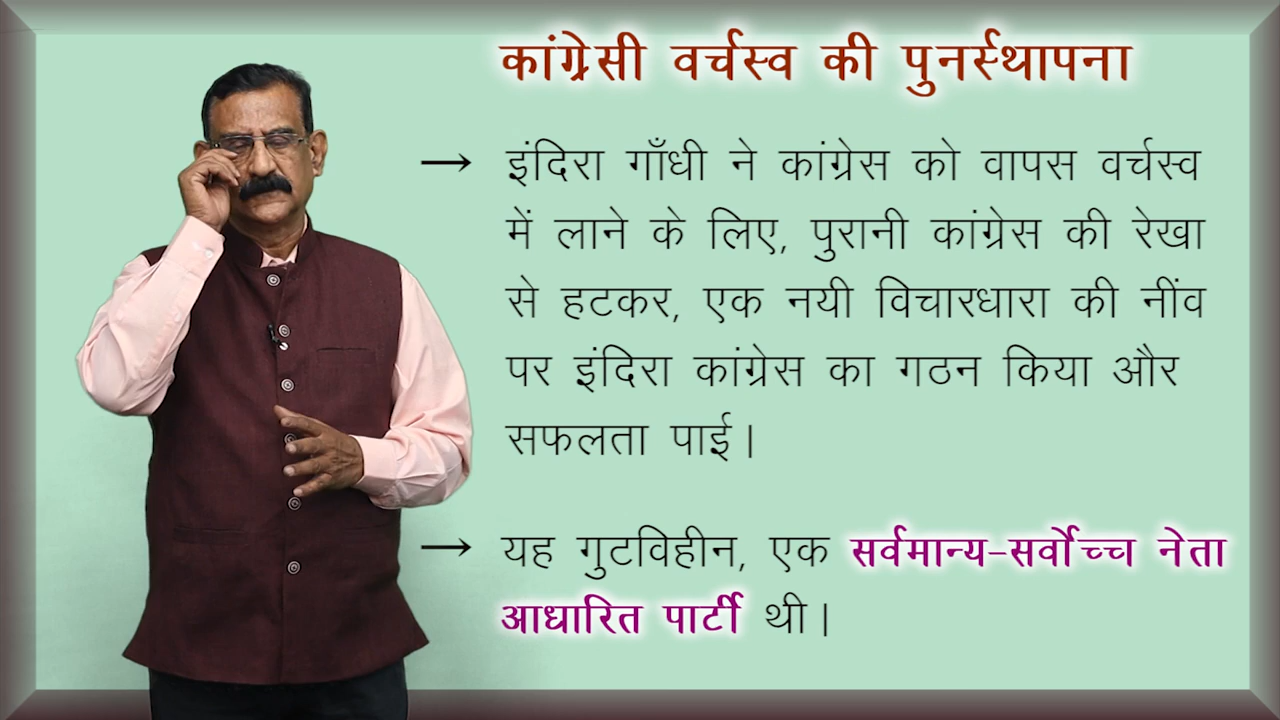 कांग्रेसी वर्चस्व की पुनर्स्थापना
→ इंदिरा गाँधी ने कांग्रेस को वापस वर्चस्व
में लाने के लिए, पुरानी कांग्रेस की रेखा
से हटकर, एक नयी विचारधारा की नींव
पर इंदिरा कांग्रेस का गठन किया और
सफलता पाई।
→ यह गुटविहीन, एक सर्वमान्य-सर्वोच्च नेता
आधारित पार्टी थी।